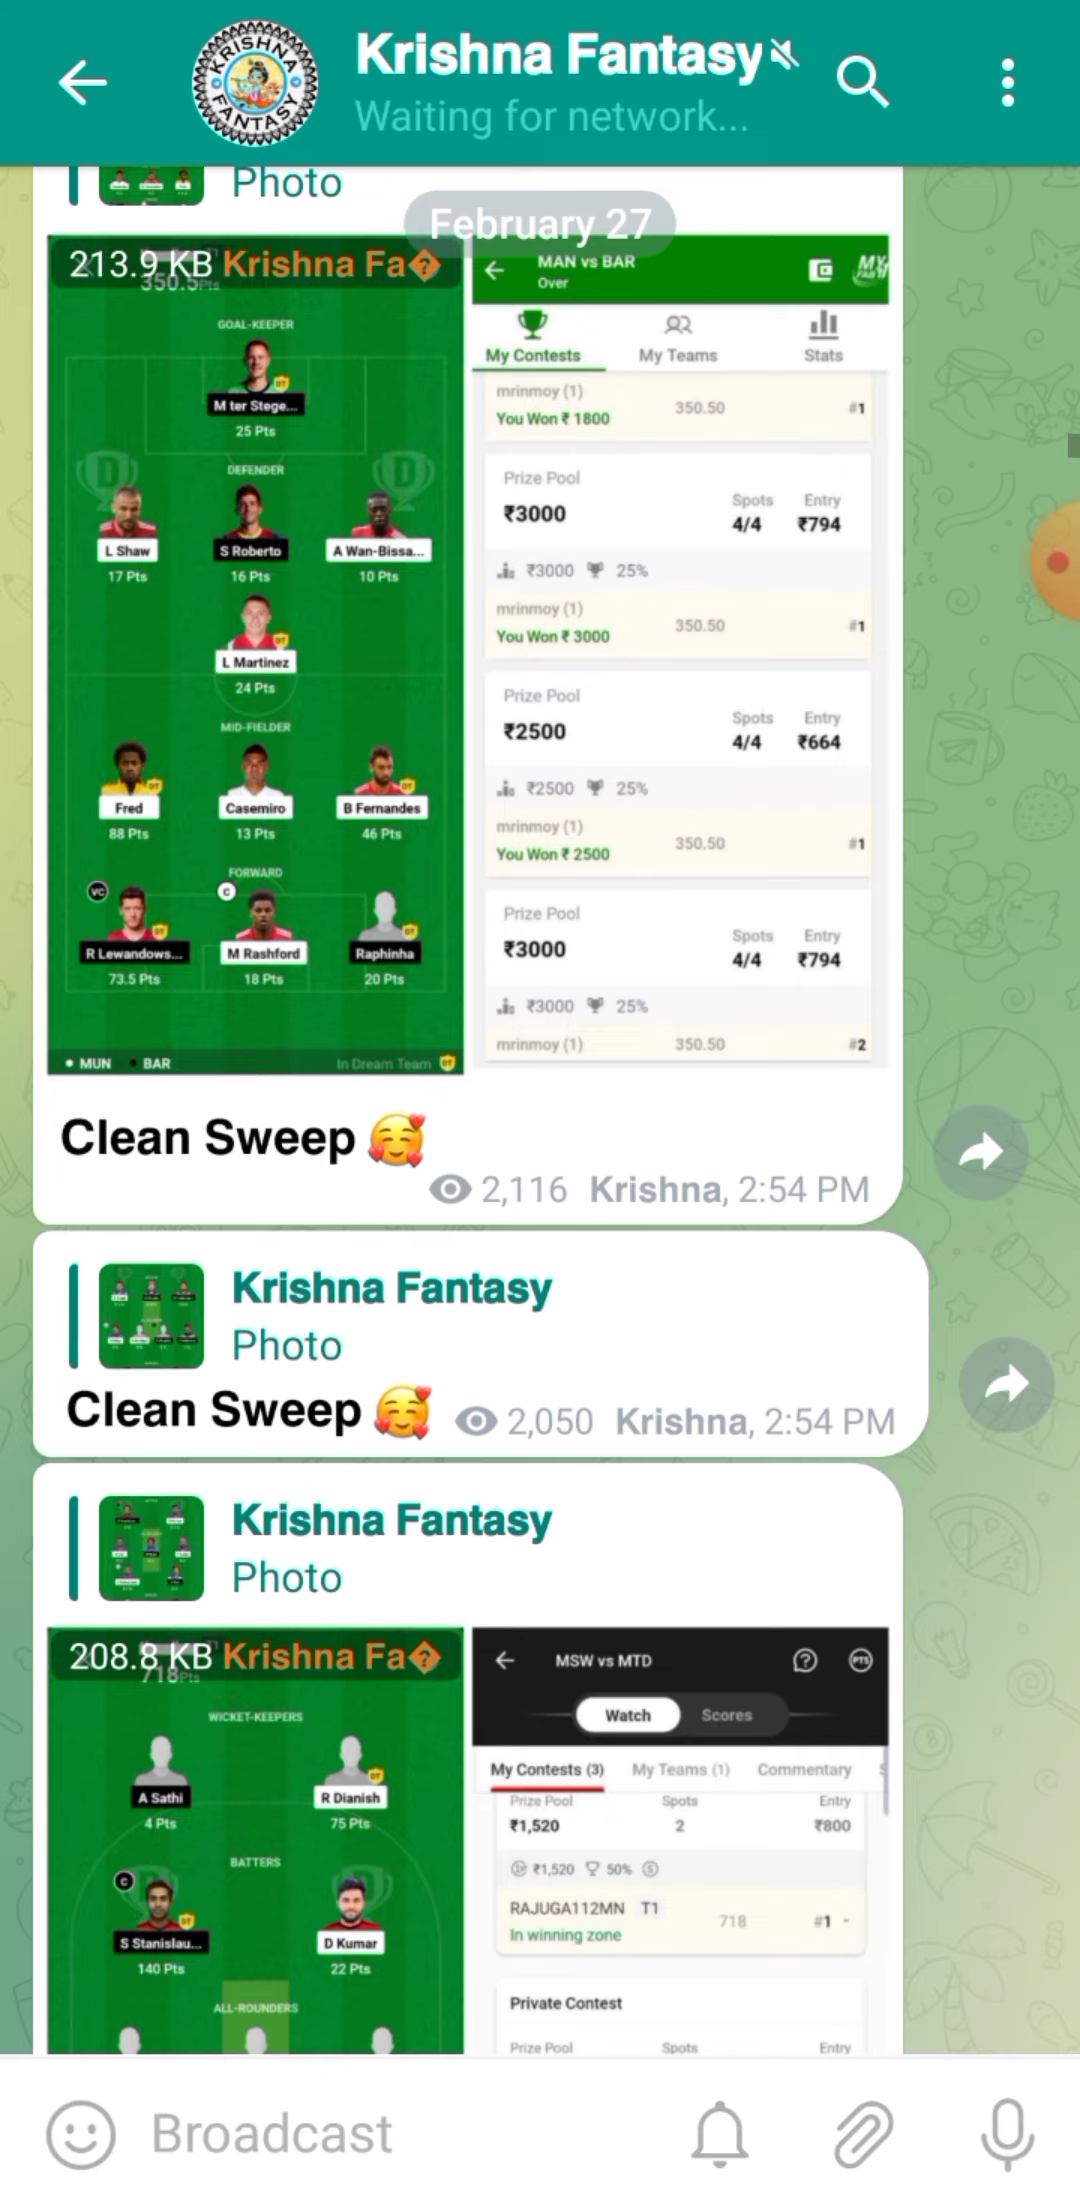 Krishna Fantasy
Waiting for network...
KRISHNA
FANTASY
Photo
February 27
213.9 KB Krishna Fa
350.5Pts
GOAL-KEEPER
M ter Stege...
25 Pts
DEFENDER
L Shaw
S Roberto
A Wan-Bissa...
17 Pts
16 Pts
10 Pts
L Martinez
24 Pts
MID-FIELDER
Fred
Casemiro
B Fernandes
88 Pts
13 Pts
46 Pts
FORWARD
VC
C
R Lewandows...
M Rashford
Raphinha
73.5 Pts
18 Pts
20 Pts
MUN
BAR
In Dream Team
MAN vs BAR
Over
My Contests
My Teams
Stats
mrinmoy (1)
350.50
#1
You Won ₹ 1800
Prize Pool
Spots
Entry
₹3000
4/4
₹794
₹3000
25%
mrinmoy (1)
350.50
#1
You Won ₹ 3000
Prize Pool
Spots
Entry
₹2500
4/4
₹664
₹2500
25%
mrinmoy (1)
350.50
#1
You Won ₹ 2500
Prize Pool
Spots
Entry
₹3000
4/4
₹794
₹3000
25%
mrinmoy (1)
350.50
#2
Clean Sweep 🥰
2,116 Krishna, 2:54 PM
Krishna Fantasy
Photo
Clean Sweep 🥰
2,050 Krishna, 2:54 PM
Krishna Fantasy
Photo
208.8 KB Krishna Fa
718Pts
WICKET-KEEPERS
A Sathi
R Dianish
4 Pts
75 Pts
BATTERS
C
S Stanislau...
D Kumar
140 Pts
22 Pts
ALL-ROUNDERS
MSW vs MTD
PTS
Watch
Scores
My Contests (3)
My Teams (1)
Commentary
Prize Pool
Spots
Entry
₹1,520
2
₹800
₹1,520
50%
RAJUGA112MN T1
718
#1 -
In winning zone
Private Contest
Prize Pool
Spots
Entry
Broadcast